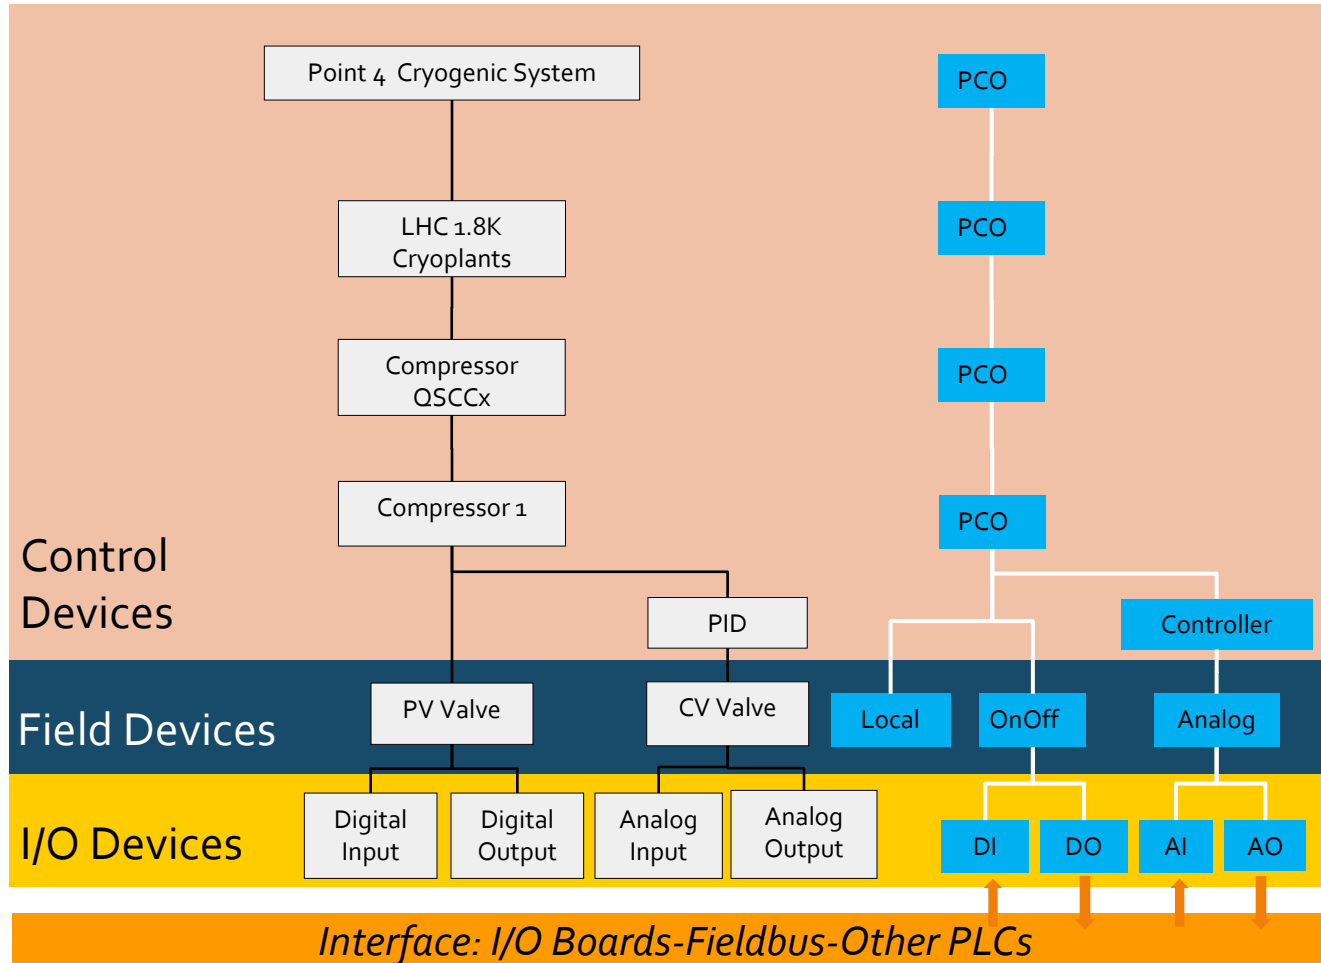 Point 4 Cryogenic System
PCO
LHC 1.8K
Cryoplants
PCO
Compressor
QSCCx
PCO
Compressor 1
PCO
Control
Devices
PID
Controller
Field Devices
PV Valve
CV Valve
Local
OnOff
Analog
I/O Devices
Digital
Input
Digital
Output
Analog
Input
Analog
Output
DI
DO
AI
AO
Interface: I/O Boards-Fieldbus-Other PLCs